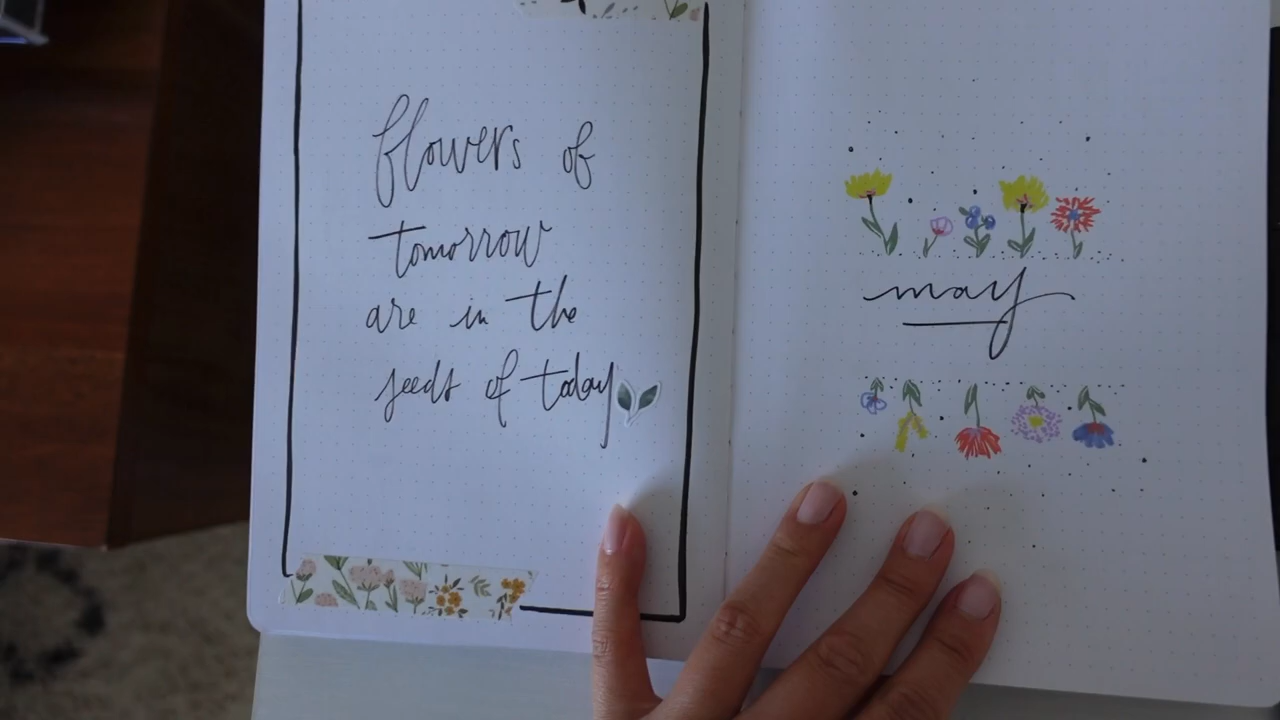 flowers of
tomorrow
are in the
seeds of today
may